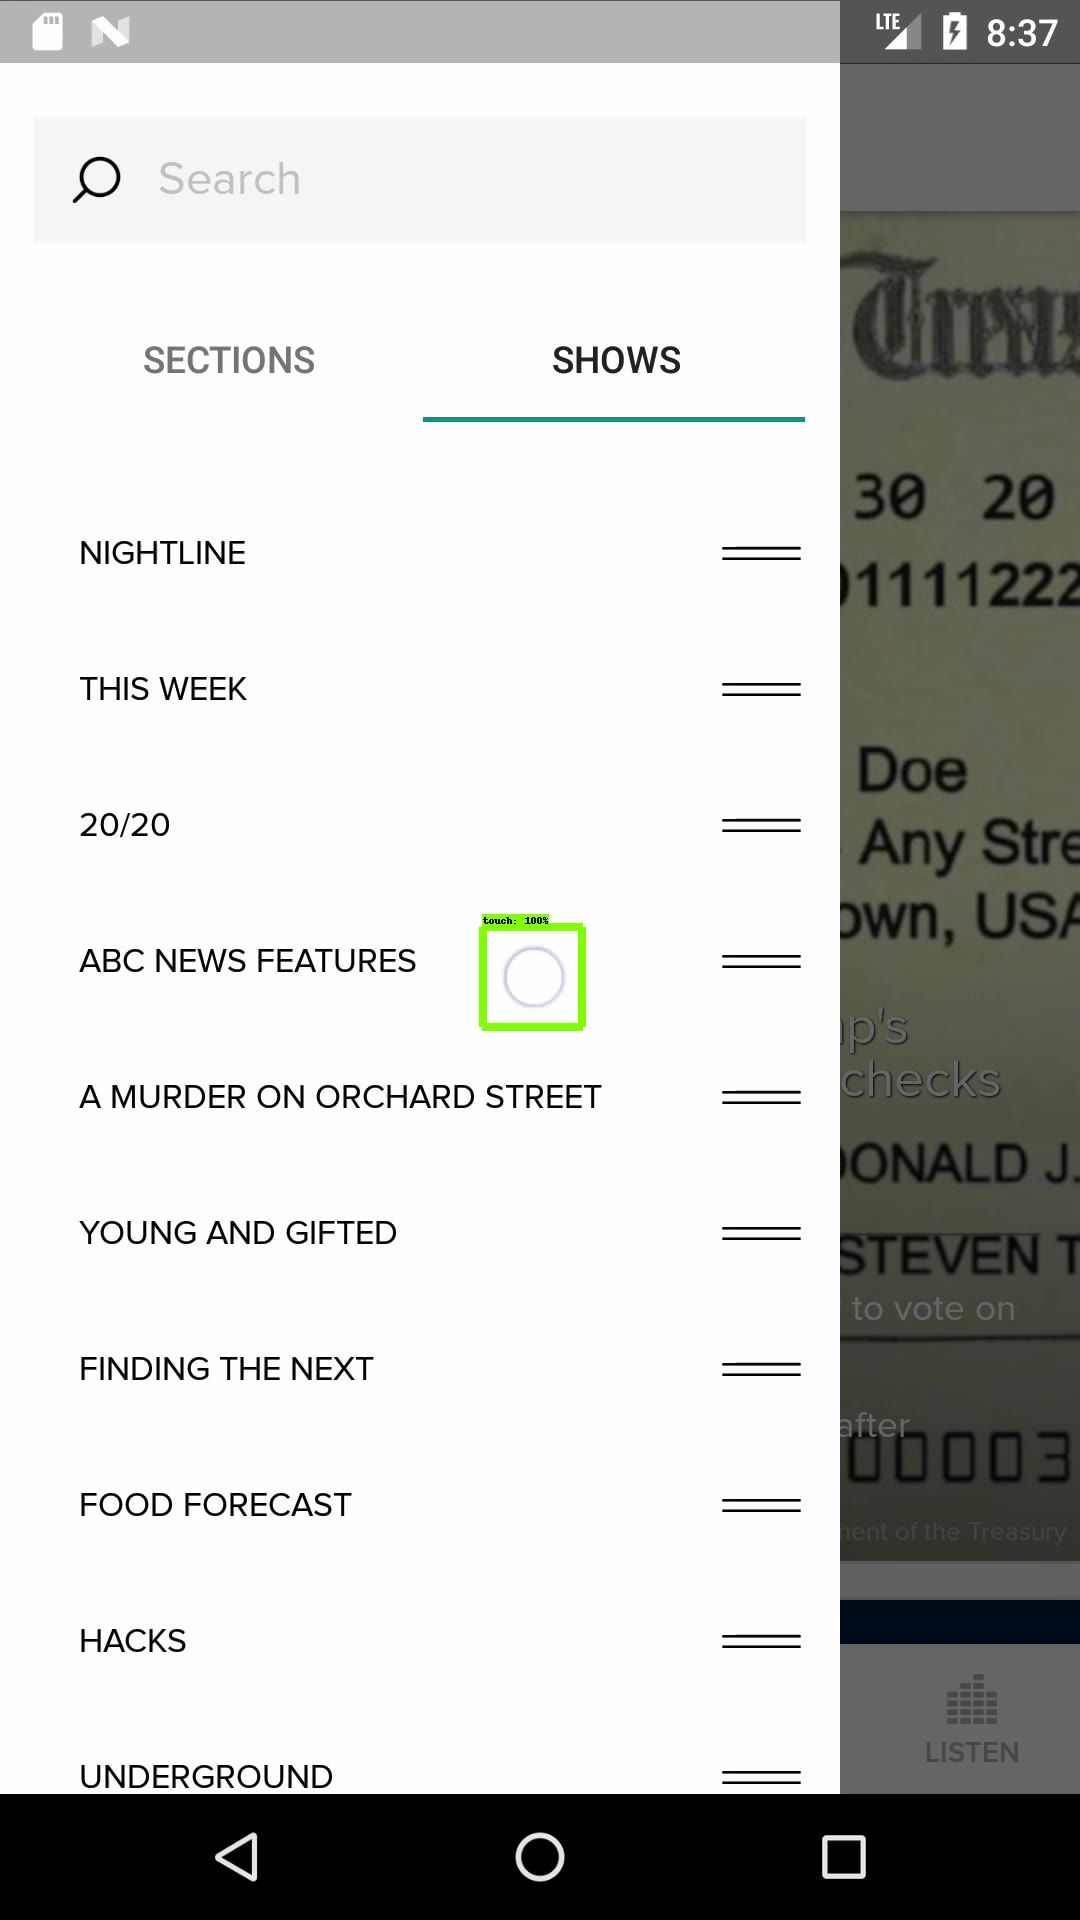 LTE 8:37
Search
SECTIONS SHOWS
NIGHTLINE
THIS WEEK
20/20
touch: 100%
ABC NEWS FEATURES
A MURDER ON ORCHARD STREET
YOUNG AND GIFTED
FINDING THE NEXT
FOOD FORECAST
HACKS
UNDERGROUND
30 20
1111222
Doe
Any Stre
own, USA
p's
checks
ONALD J.
STEVEN T
to vote on
after
00003
ment of the Treasury
LISTEN